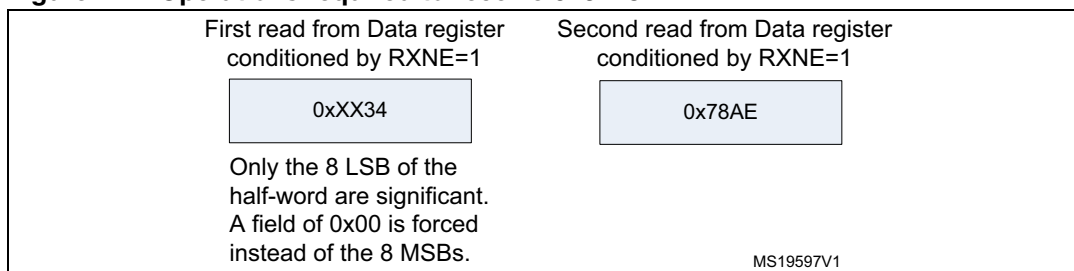 First read from Data register
conditioned by RXNE=1
Second read from Data register
conditioned by RXNE=1
0xXX34
0x78AE
Only the 8 LSB of the
half-word are significant.
A field of 0x00 is forced
instead of the 8 MSBs.
MS19597V1